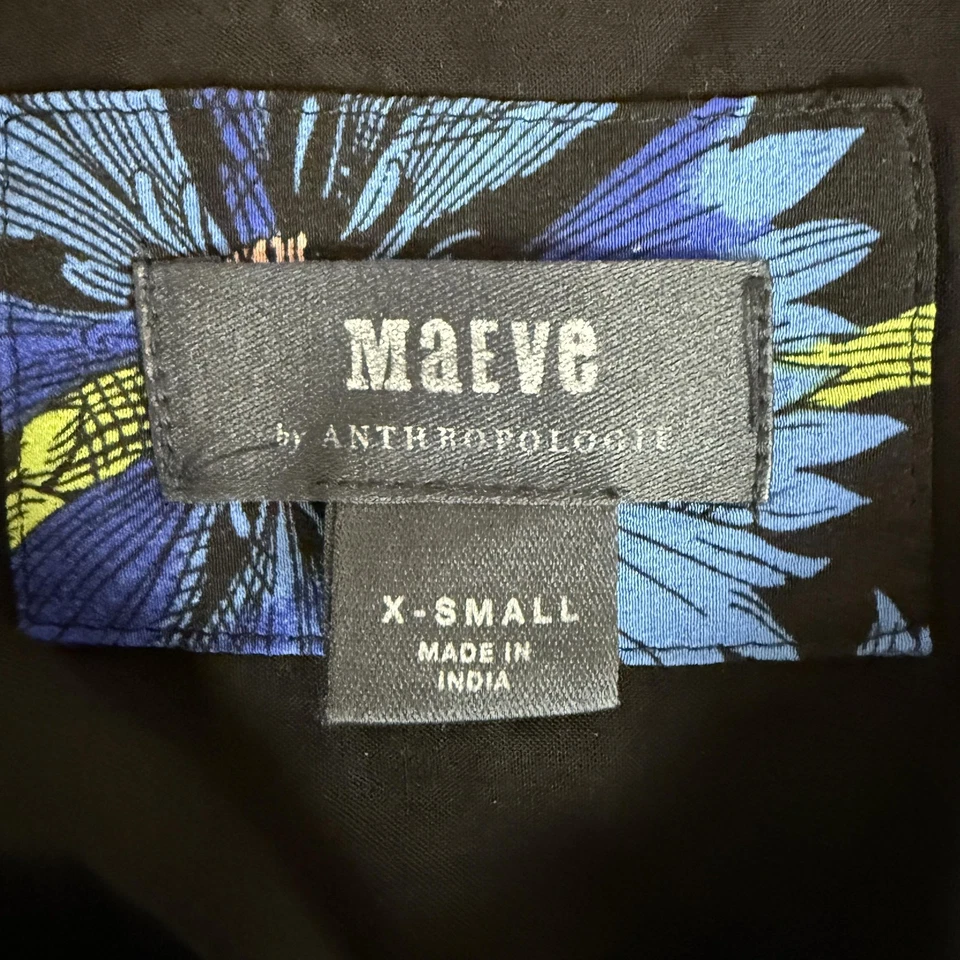 MaEVe
by ANTHROPOLOGIE
X-SMALL
MADE IN
INDIA